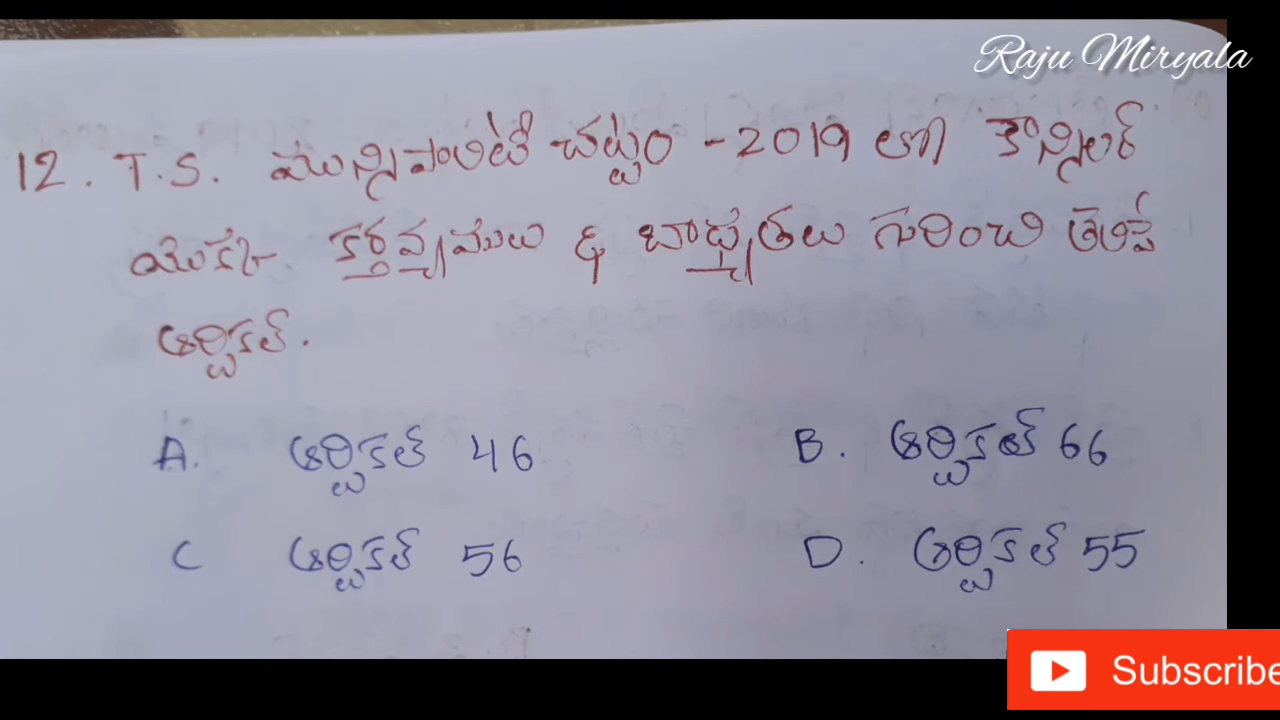 Raju Miryala
12. T.S. మున్సిపాలిటీ చట్టం - 2019 లో కౌన్సిలర్
యొక్క కర్తవ్యములు & బాధ్యతలు గురించి తెలిపే
ఆర్టికల్.
A. ఆర్టికల్ 46 B. ఆర్టికల్ 66
C ఆర్టికల్ 56 D. ఆర్టికల్ 55
Subscribe